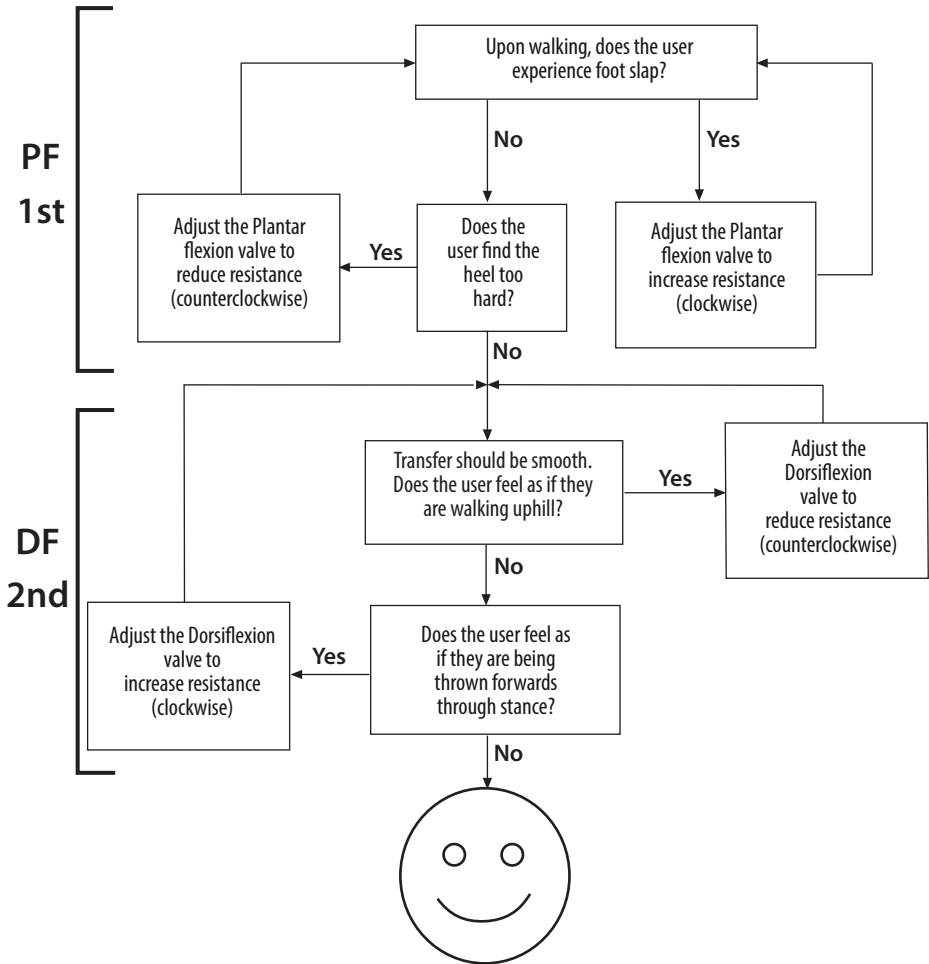 PF
1st
Upon walking, does the user
experience foot slap?
No
Yes
Adjust the Plantar
flexion valve to
reduce resistance
(counterclockwise)
Yes
Does the
user find the
heel too
hard?
Adjust the Plantar
flexion valve to
increase resistance
(clockwise)
No
DF
2nd
Transfer should be smooth.
Does the user feel as if they
are walking uphill?
Yes
Adjust the
Dorsiflexion
valve to
reduce resistance
(counterclockwise)
No
Adjust the Dorsiflexion
valve to
increase resistance
(clockwise)
Yes
Does the user feel as
if they are being
thrown forwards
through stance?
No